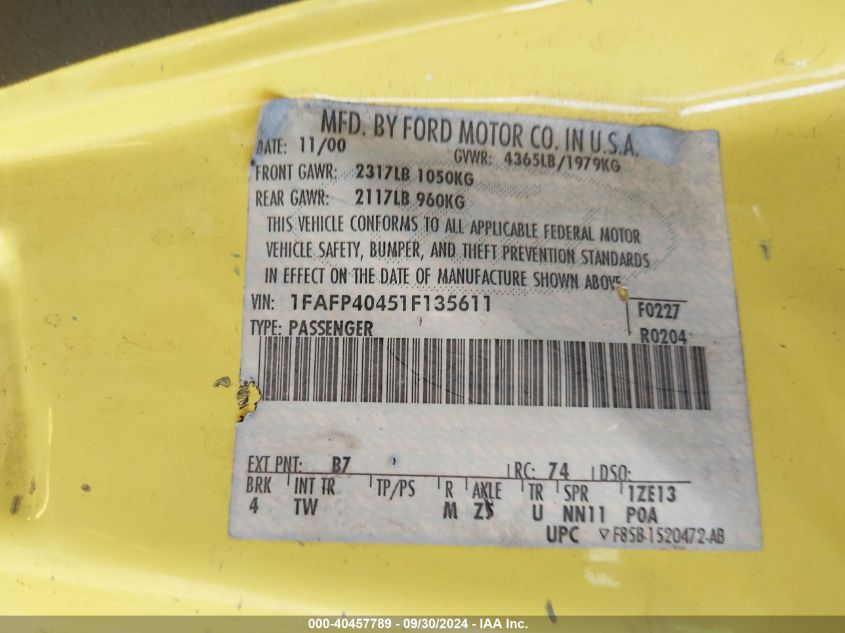 MFD. BY FORD MOTOR CO. IN U.S.A.
DATE: 11/00 GVWR: 4365LB/1979KG
FRONT GAWR: 2317LB 1050KG
REAR GAWR: 2117LB 960KG
THIS VEHICLE CONFORMS TO ALL APPLICABLE FEDERAL MOTOR
VEHICLE SAFETY, BUMPER, AND THEFT PREVENTION STANDARDS
IN EFFECT ON THE DATE OF MANUFACTURE SHOWN ABOVE
VIN: 1FAFP40451F135611 F0227
TYPE: PASSENGER R0204
EXT PNT: B7 RC: 74 DSO:
BRK INT TR TP/PS R AXLE TR SPR 1ZE13
4 TW M Z5 U NN11 P0A
UPC ▽F85B-1520472-AB
000-40457789 - 09/30/2024 - IAA Inc.